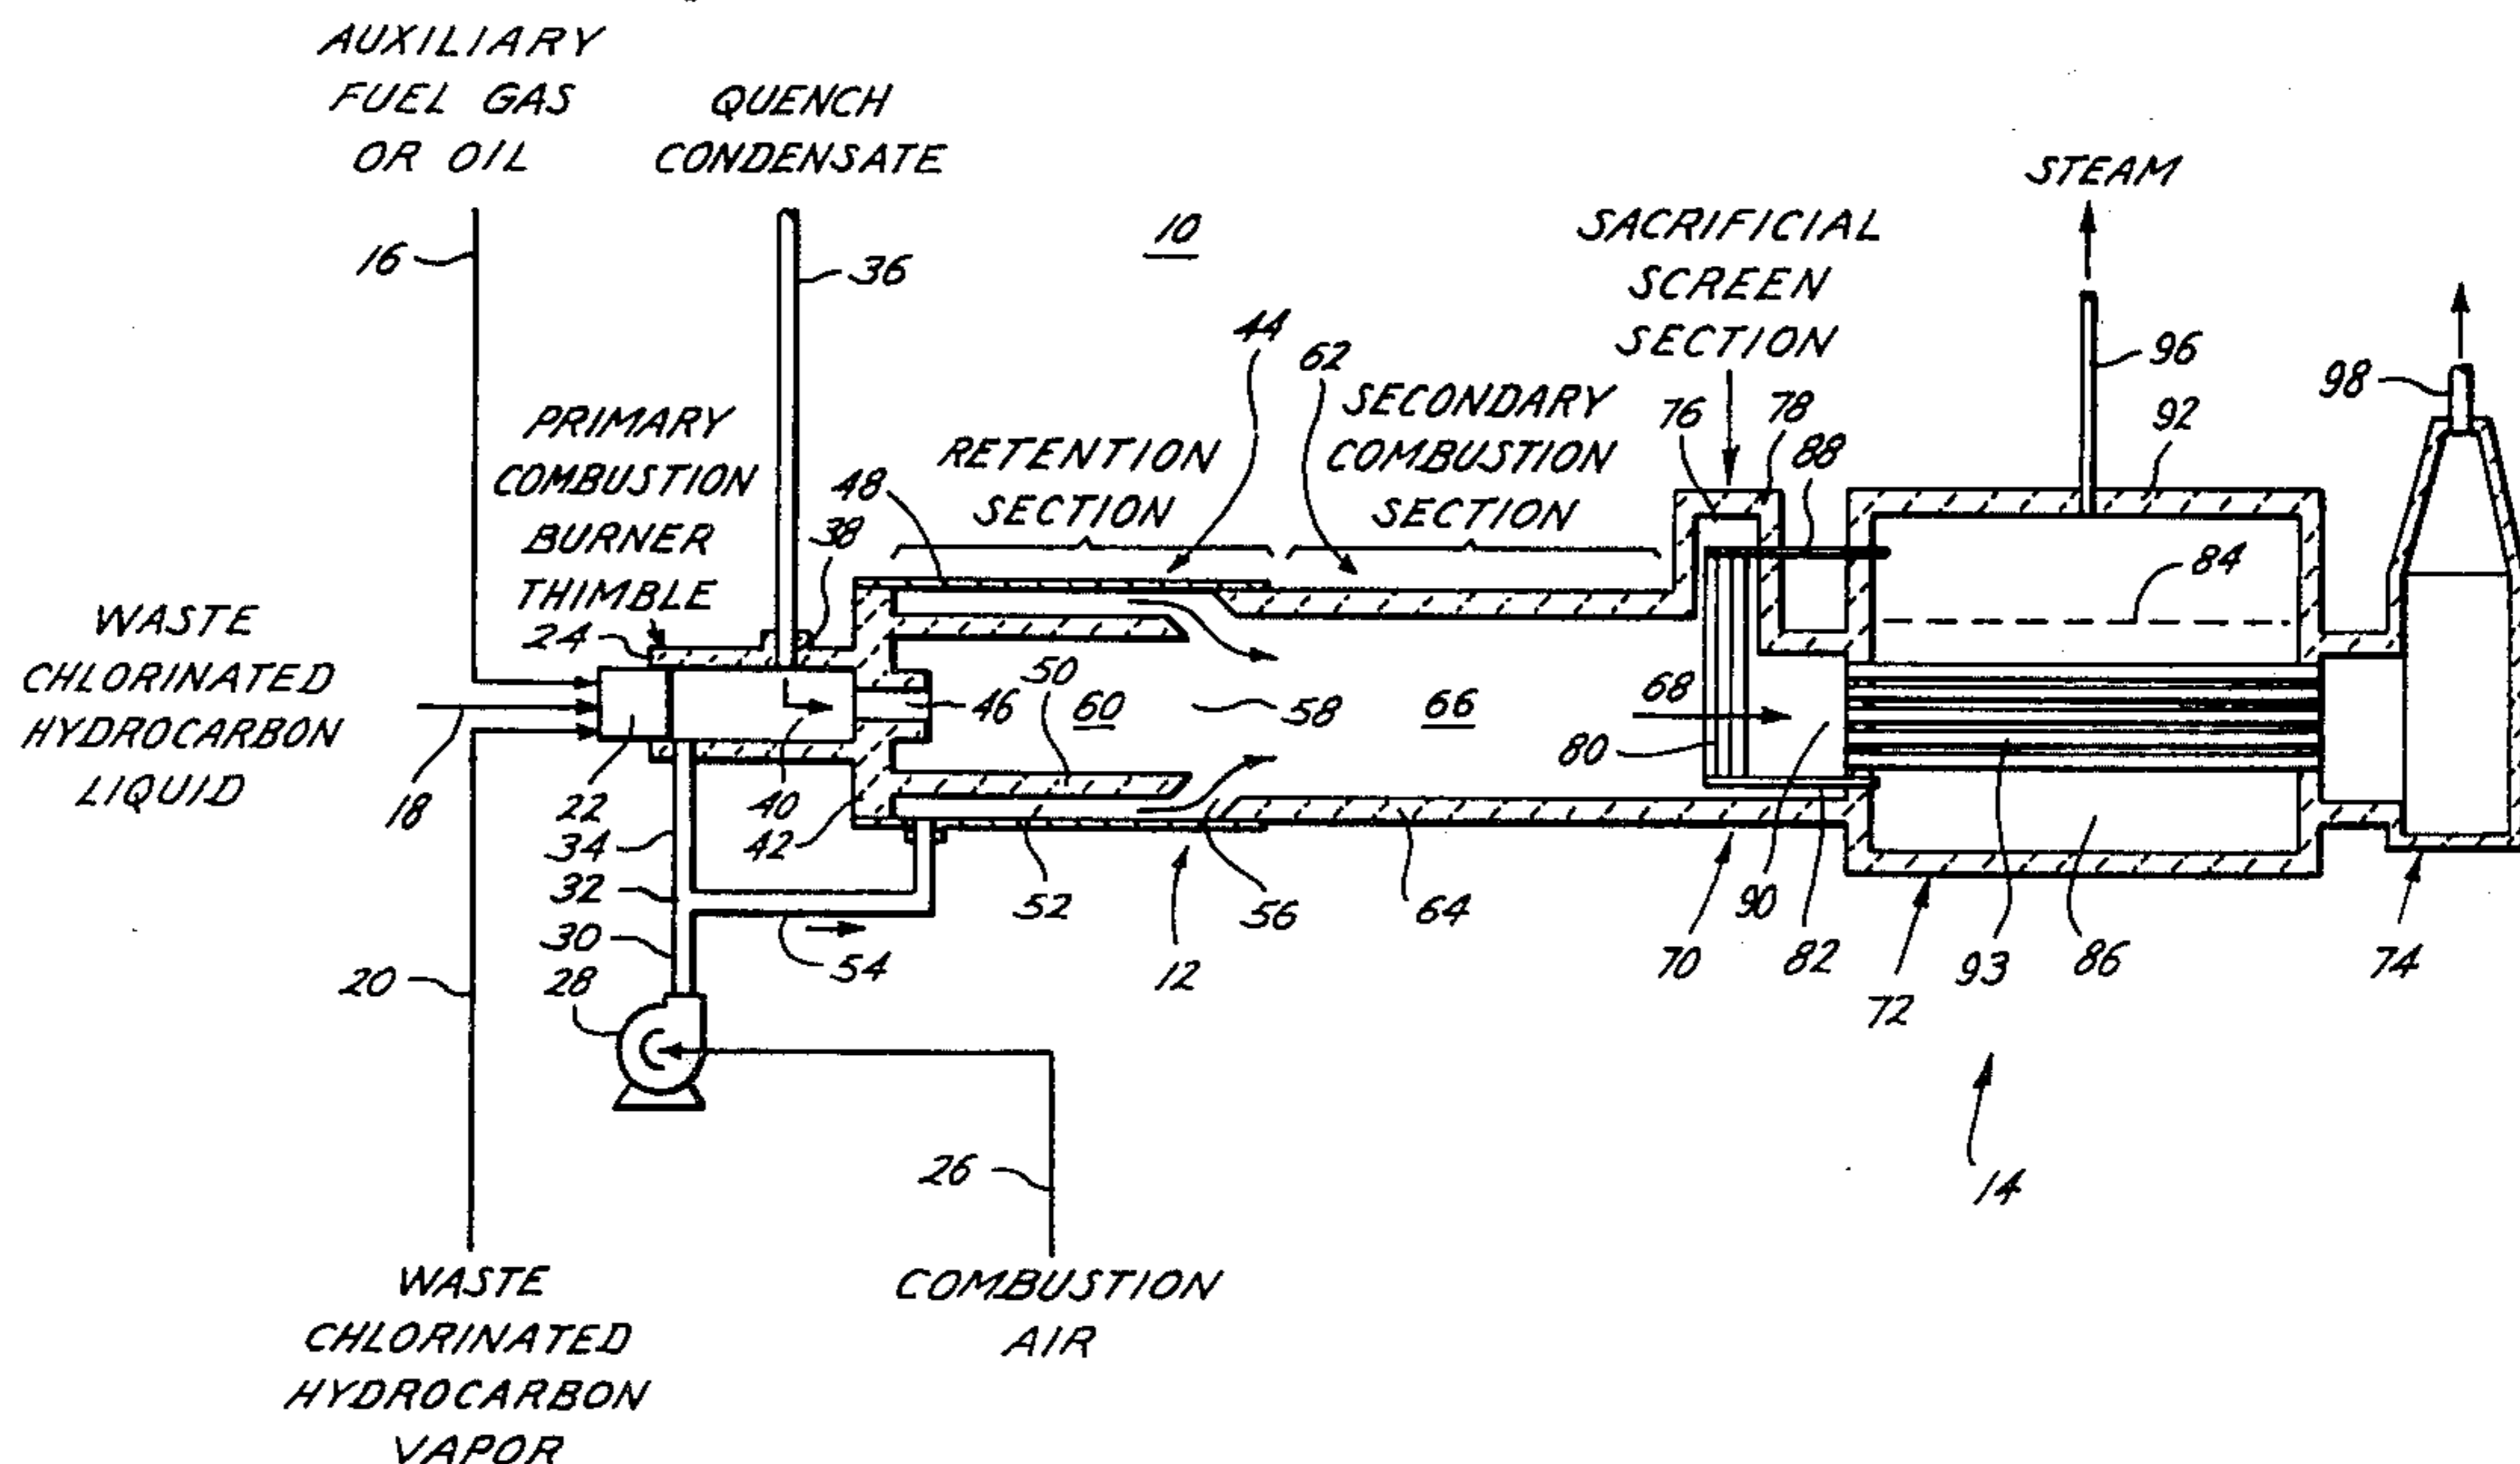 AUXILIARY
FUEL GAS
OR OIL
QUENCH
CONDENSATE
STEAM
10
SACRIFICIAL
SCREEN
SECTION
16
36
44
62
96
98
PRIMARY
COMBUSTION
BURNER
THIMBLE
RETENTION
SECTION
SECONDARY
COMBUSTION
SECTION
76
78
88
92
48
38
84
WASTE
CHLORINATED
HYDROCARBON
LIQUID
24
50
60
46
58
66
68
80
18
22
40
42
34
32
30
28
52
56
64
90
82
93
86
54
12
70
72
74
20
14
26
WASTE
CHLORINATED
HYDROCARBON
VAPOR
COMBUSTION
AIR